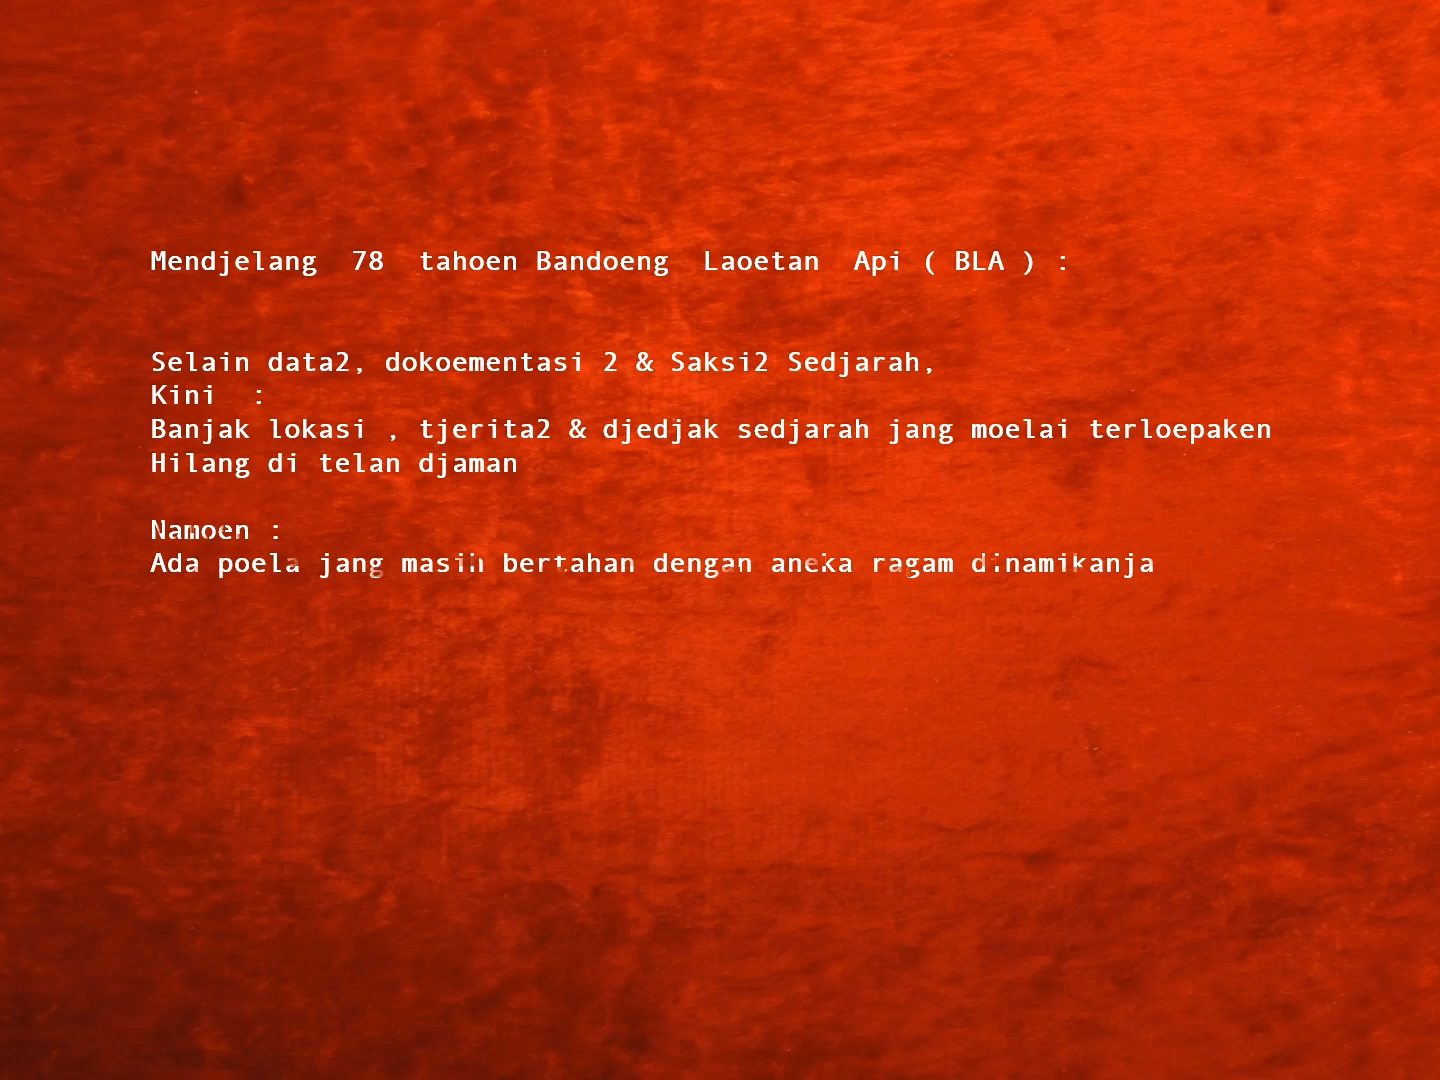 Mendjelang  78  tahoen Bandoeng  Laoetan  Api ( BLA ) :
Selain data2, dokoementasi 2 & Saksi2 Sedjarah,
Kini  :
Banjak lokasi , tjerita2 & djedjak sedjarah jang moelai terloepaken
Hilang di telan djaman
Namoen :
Ada poela jang masih bertahan dengan aneka ragam dinamikanja